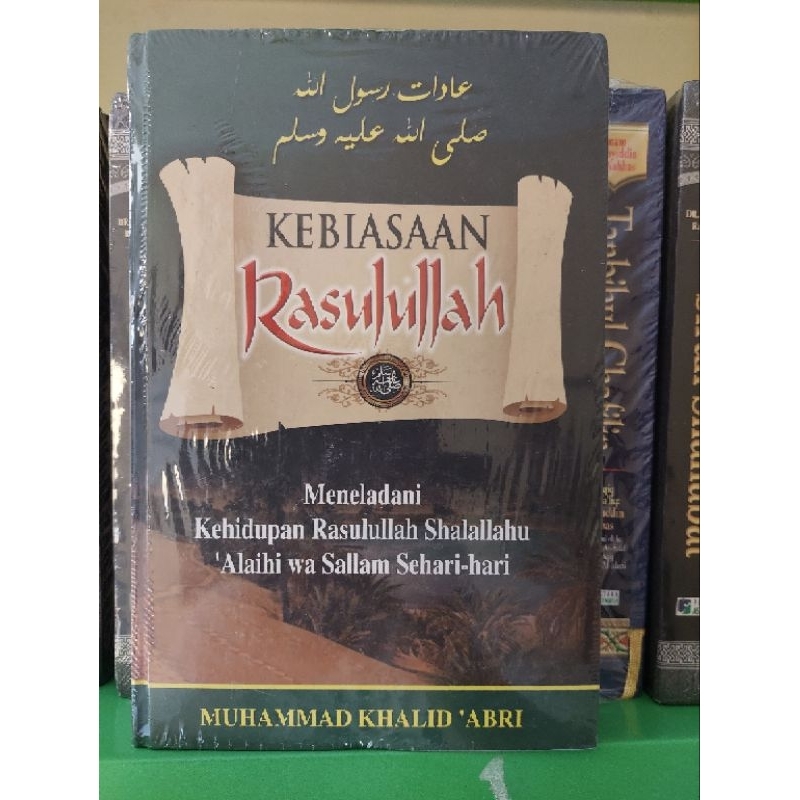 عادات رسول الله
صلى الله عليه وسلم
KEBIASAAN
Rasulullah
Meneladani
Kehidupan Rasulullah Shalallahu
'Alaihi wa Sallam Sehari-hari
MUHAMMAD KHALID 'ABRI